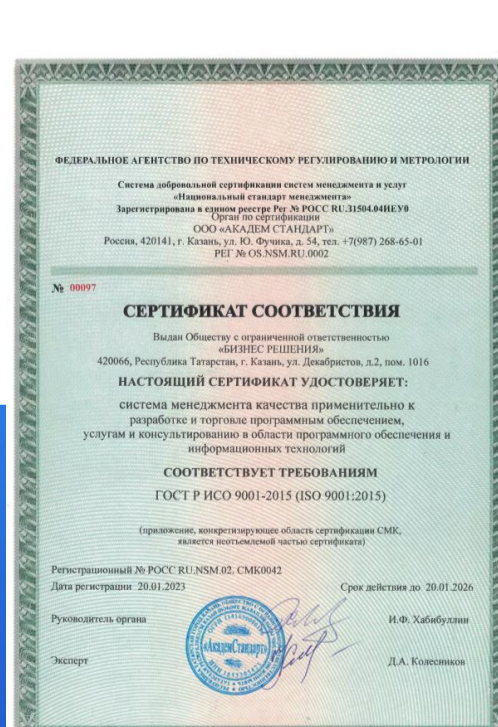 ФЕДЕРАЛЬНОЕ АГЕНТСТВО ПО ТЕХНИЧЕСКОМУ РЕГУЛИРОВАНИЮ И МЕТРОЛОГИИ
Система добровольной сертификации систем менеджмента и услуг
«Национальный стандарт менеджмента»
Зарегистрирована в едином реестре Рег № РОСС RU.31504.04ИЕУ0
Орган по сертификации
ООО «АКАДЕМ СТАНДАРТ»
Россия, 420141, г. Казань, ул. Ю. Фучика, д. 54, тел. +7(987) 268-65-01
РЕГ № OS.NSM.RU.0002
№ 00097
СЕРТИФИКАТ СООТВЕТСТВИЯ
Выдан Обществу с ограниченной ответственностью
«БИЗНЕС РЕШЕНИЯ»
420066, Республика Татарстан, г. Казань, ул. Декабристов, д.2, пом. 1016
НАСТОЯЩИЙ СЕРТИФИКАТ УДОСТОВЕРЯЕТ:
система менеджмента качества применительно к
разработке и торговле программным обеспечением,
услугам и консультированию в области программного обеспечения и
информационных технологий
СООТВЕТСТВУЕТ ТРЕБОВАНИЯМ
ГОСТ Р ИСО 9001-2015 (ISO 9001:2015)
(приложение, конкретизирующее область сертификации СМК,
является неотъемлемой частью сертификата)
Регистрационный № РОСС RU.NSM.02. СМК0042
Дата регистрации 20.01.2023 Срок действия до 20.01.2026
Руководитель органа И.Ф. Хабибуллин
«АкадемСтандарт»
Эксперт Д.А. Колесников